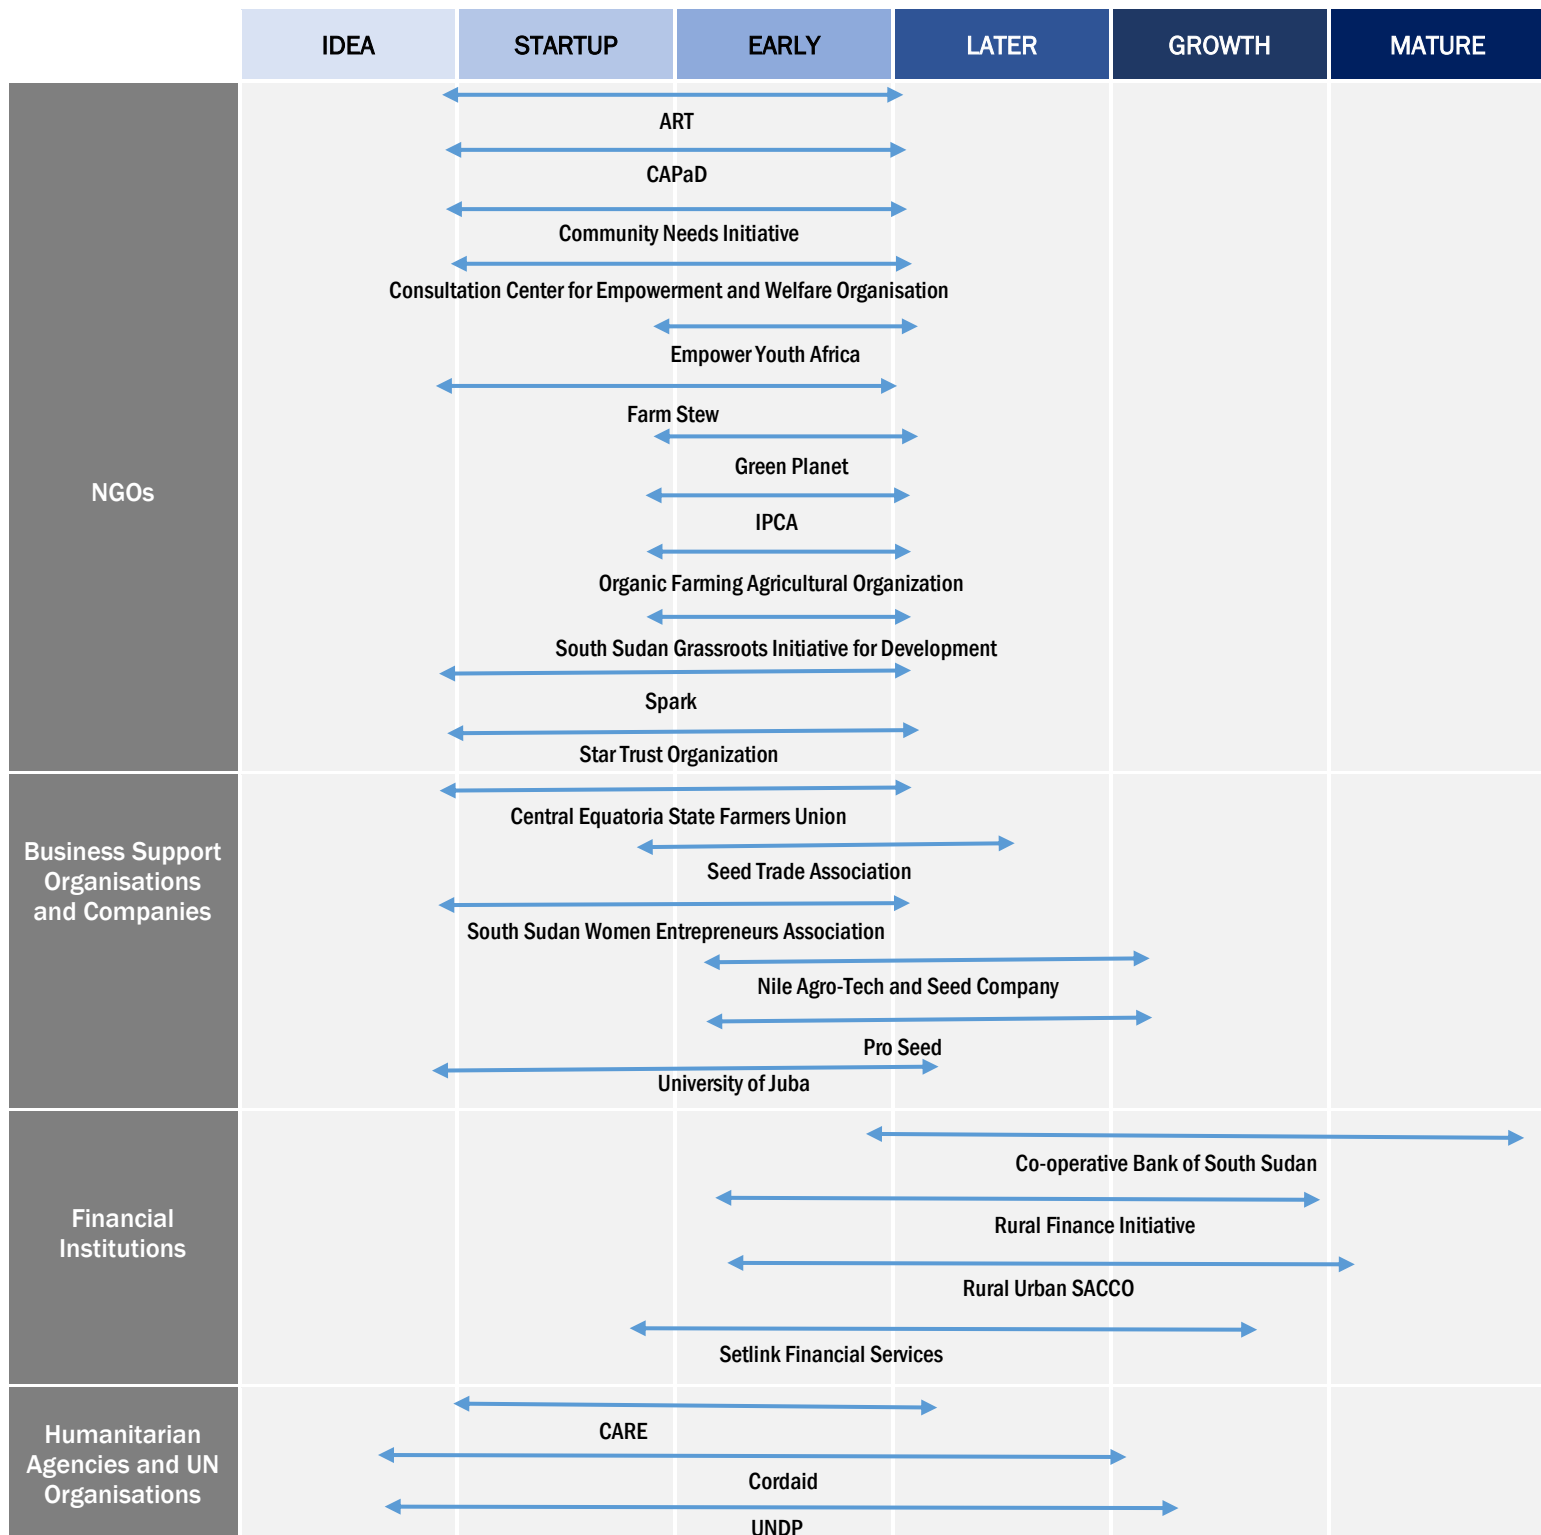 IDEA STARTUP EARLY LATER GROWTH MATURE
NGOs
ART
CAPaD
Community Needs Initiative
Consultation Center for Empowerment and Welfare Organisation
Empower Youth Africa
Farm Stew
Green Planet
IPCA
Organic Farming Agricultural Organization
South Sudan Grassroots Initiative for Development
Spark
Star Trust Organization
Business Support
Organisations
and Companies
Central Equatoria State Farmers Union
Seed Trade Association
South Sudan Women Entrepreneurs Association
Nile Agro-Tech and Seed Company
Pro Seed
University of Juba
Financial
Institutions
Co-operative Bank of South Sudan
Rural Finance Initiative
Rural Urban SACCO
Setlink Financial Services
Humanitarian
Agencies and UN
Organisations
CARE
Cordaid
UNDP